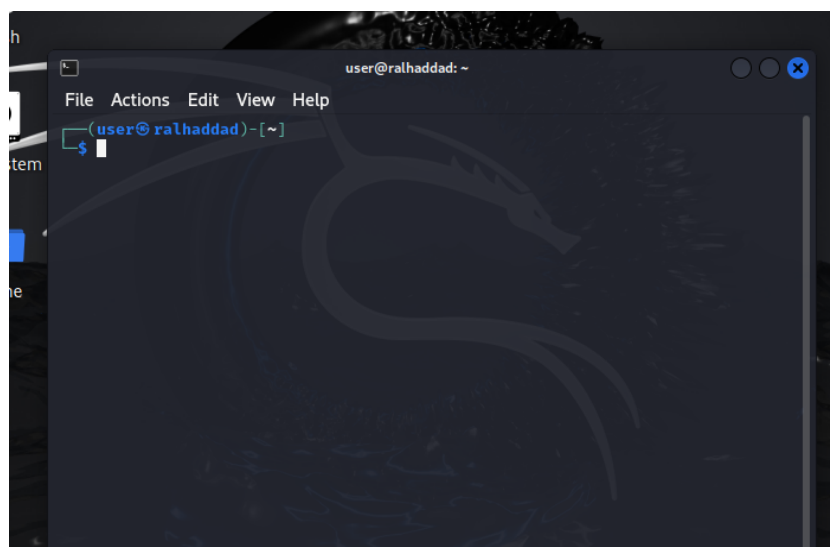 h
user@ralhaddad: ~
File Actions Edit View Help
┌──(user㉿ralhaddad)-[~]
└─$
stem
ne